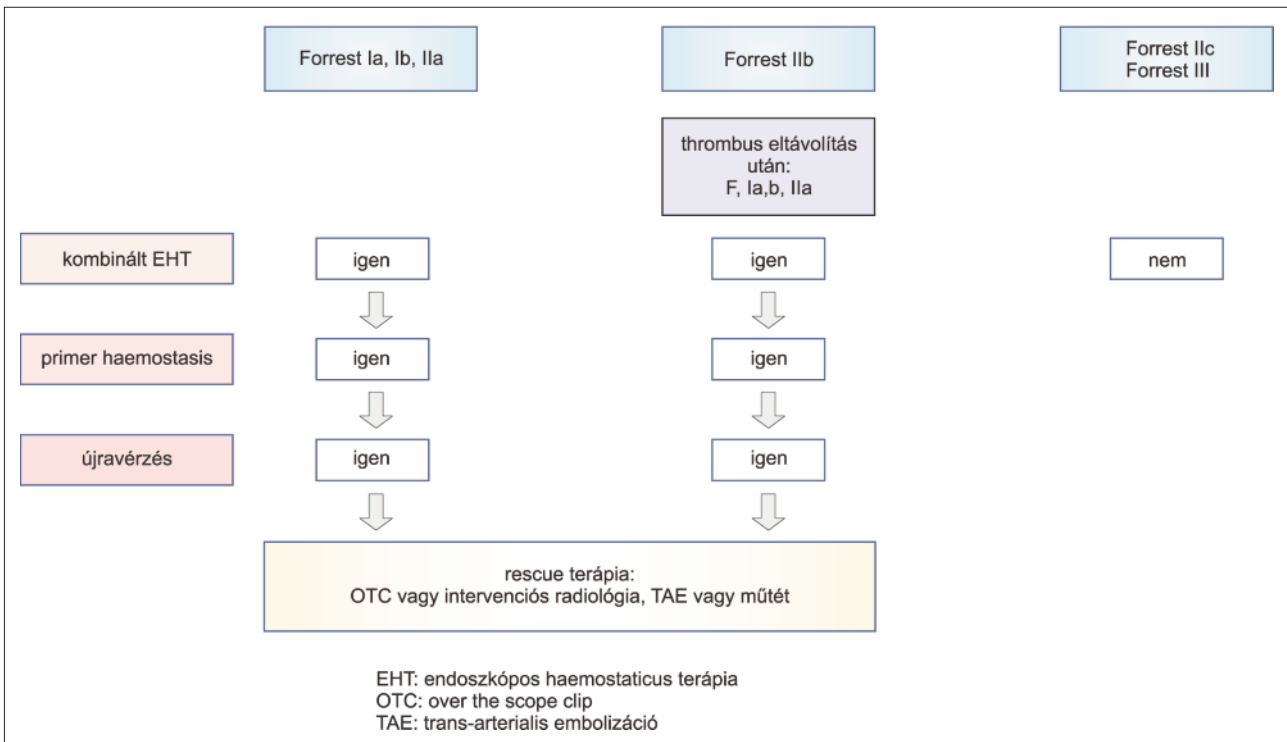 Forrest Ia, Ib, IIa
Forrest IIb
Forrest IIc
Forrest III
thrombus eltávolítás
után:
F, Ia,b, IIa
kombinált EHT
igen
igen
nem
primer haemostasis
igen
igen
újravérzés
igen
igen
rescue terápia:
OTC vagy intervenciós radiológia, TAE vagy műtét
EHT: endoszkópos haemostaticus terápia
OTC: over the scope clip
TAE: trans-arterialis embolizáció